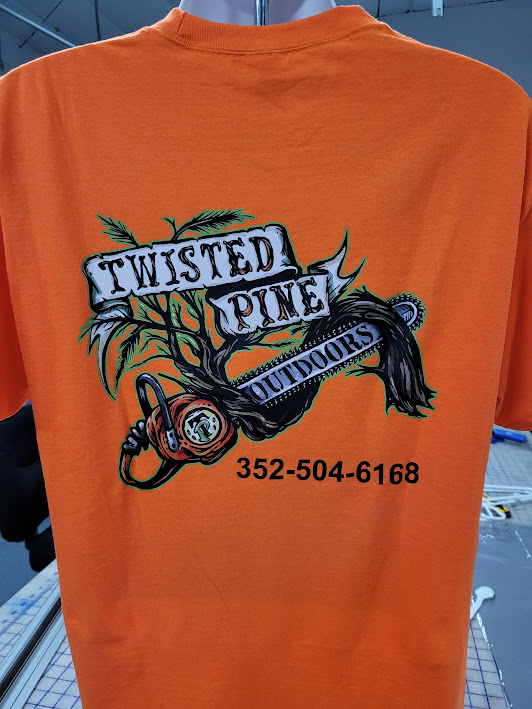 TWISTED
PINE
OUTDOORS
352-504-6168